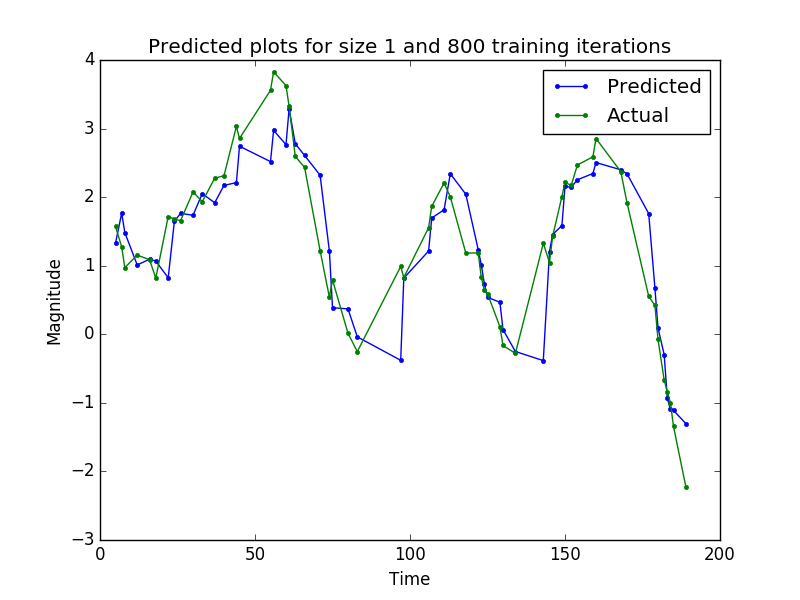 Predicted plots for size 1 and 800 training iterations
Predicted
Actual
Magnitude
4
3
2
1
0
−1
−2
−3
0 50 100 150 200
Time